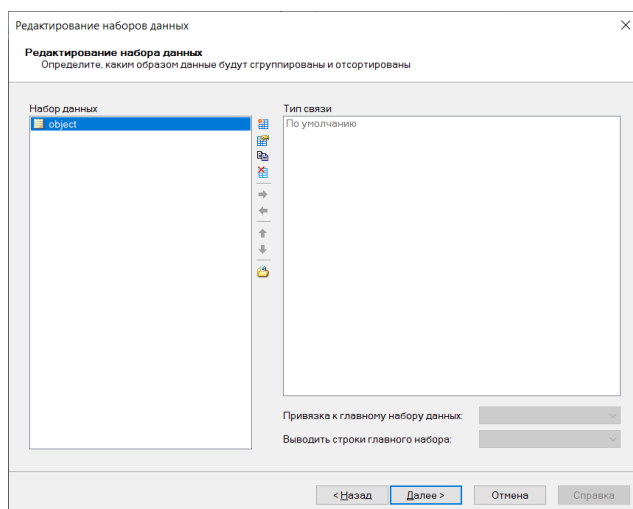 Редактирование наборов данных
Редактирование набора данных
Определите, каким образом данные будут сгруппированы и отсортированы
Набор данных
Тип связи
object
По умолчанию
Привязка к главному набору данных:
Выводить строки главного набора:
< Назад
Далее >
Отмена
Справка